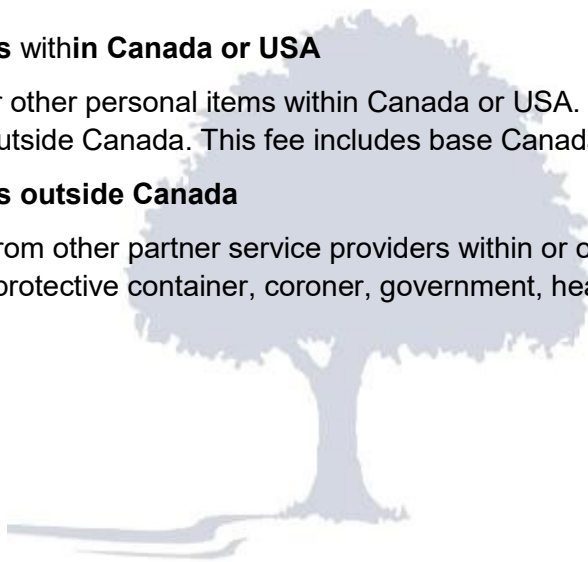 s within Canada or USA
r other personal items within Canada or USA.
utside Canada. This fee includes base Canad
s outside Canada
rom other partner service providers within or o
protective container, coroner, government, hea